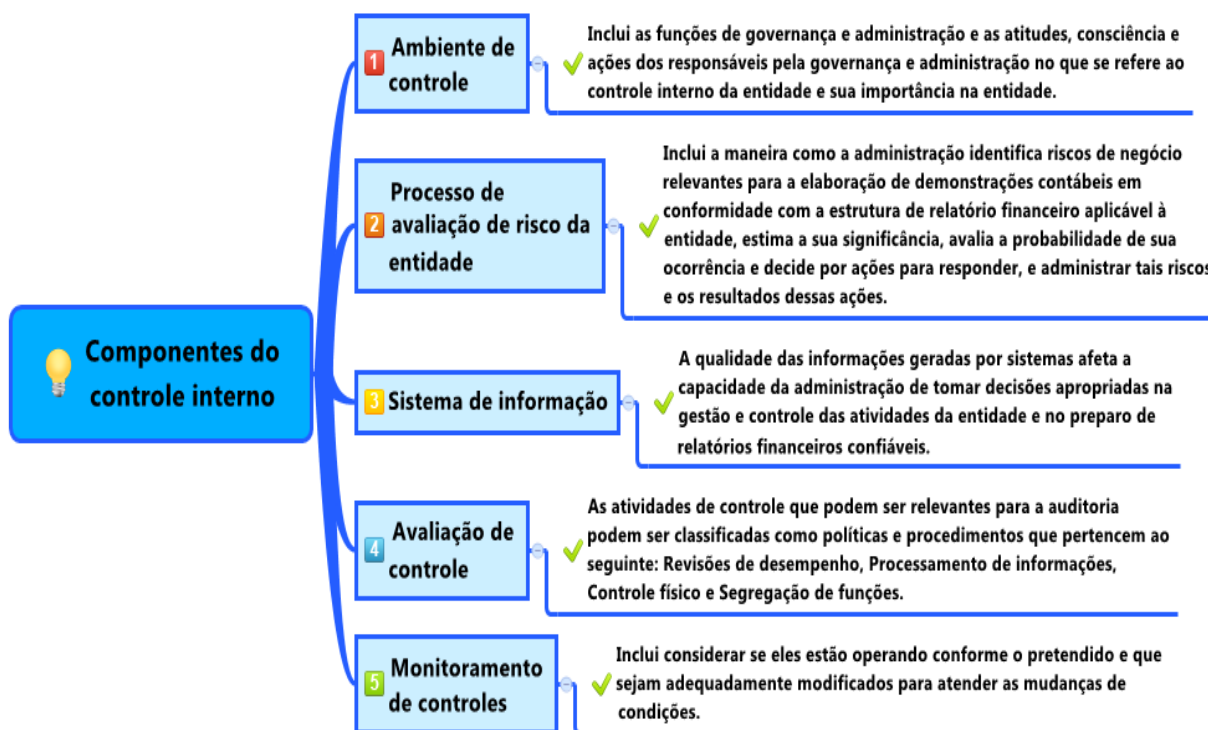 Componentes do
controle interno
1 Ambiente de
controle
Inclui as funções de governança e administração e as atitudes, consciência e
ações dos responsáveis pela governança e administração no que se refere ao
controle interno da entidade e sua importância na entidade.
2 Processo de
avaliação de risco da
entidade
Inclui a maneira como a administração identifica riscos de negócio
relevantes para a elaboração de demonstrações contábeis em
conformidade com a estrutura de relatório financeiro aplicável à
entidade, estima a sua significância, avalia a probabilidade de sua
ocorrência e decide por ações para responder, e administrar tais riscos
e os resultados dessas ações.
3 Sistema de informação
A qualidade das informações geradas por sistemas afeta a
capacidade da administração de tomar decisões apropriadas na
gestão e controle das atividades da entidade e no preparo de
relatórios financeiros confiáveis.
4 Avaliação de
controle
As atividades de controle que podem ser relevantes para a auditoria
podem ser classificadas como políticas e procedimentos que pertencem ao
seguinte: Revisões de desempenho, Processamento de informações,
Controle físico e Segregação de funções.
5 Monitoramento
de controles
Inclui considerar se eles estão operando conforme o pretendido e que
sejam adequadamente modificados para atender as mudanças de
condições.